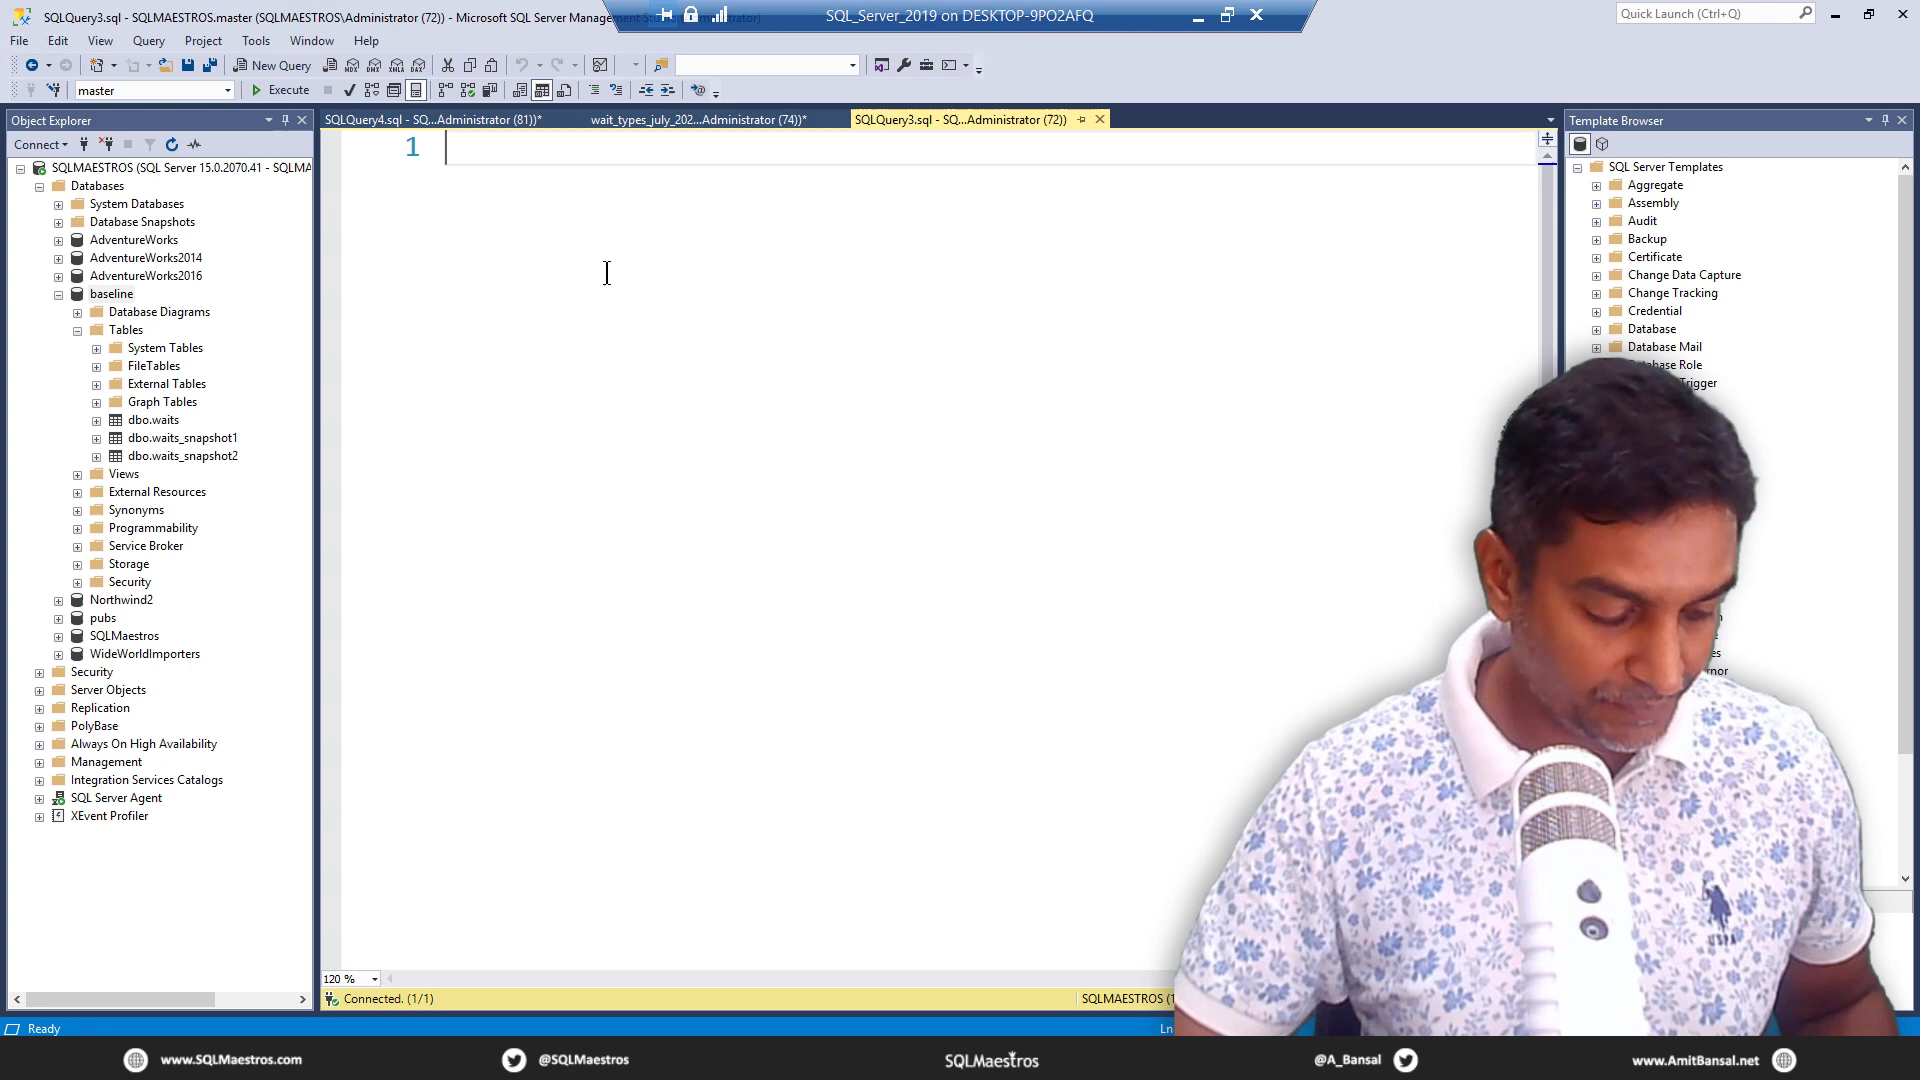 SQLQuery3.sql - SQLMAESTROS.master (SQLMAESTROS\Administrator (72)) - Microsoft SQL Server Management
SQL_Server_2019 on DESKTOP-9PO2AFQ
Quick Launch (Ctrl+Q)
File Edit View Query Project Tools Window Help
New Query
master
Execute
Object Explorer
SQLQuery4.sql - SQ...Administrator (81))*
wait_types_july_202...Administrator (74))*
SQLQuery3.sql - SQ...Administrator (72))
Template Browser
Connect
1
SQLMAESTROS (SQL Server 15.0.2070.41 - SQLMA
Databases
System Databases
Database Snapshots
AdventureWorks
AdventureWorks2014
AdventureWorks2016
baseline
Database Diagrams
Tables
System Tables
FileTables
External Tables
Graph Tables
dbo.waits
dbo.waits_snapshot1
dbo.waits_snapshot2
Views
External Resources
Synonyms
Programmability
Service Broker
Storage
Security
Northwind2
pubs
SQLMaestros
WideWorldImporters
Security
Server Objects
Replication
PolyBase
Always On High Availability
Management
Integration Services Catalogs
SQL Server Agent
XEvent Profiler
SQL Server Templates
Aggregate
Assembly
Audit
Backup
Certificate
Change Data Capture
Change Tracking
Credential
Database
Database Mail
Role
Trigger
120 %
Connected. (1/1)
SQLMAESTROS (1
Ready
Ln
USPA
www.SQLMaestros.com
@SQLMaestros
SQLMaestros
@A_Bansal
www.AmitBansal.net